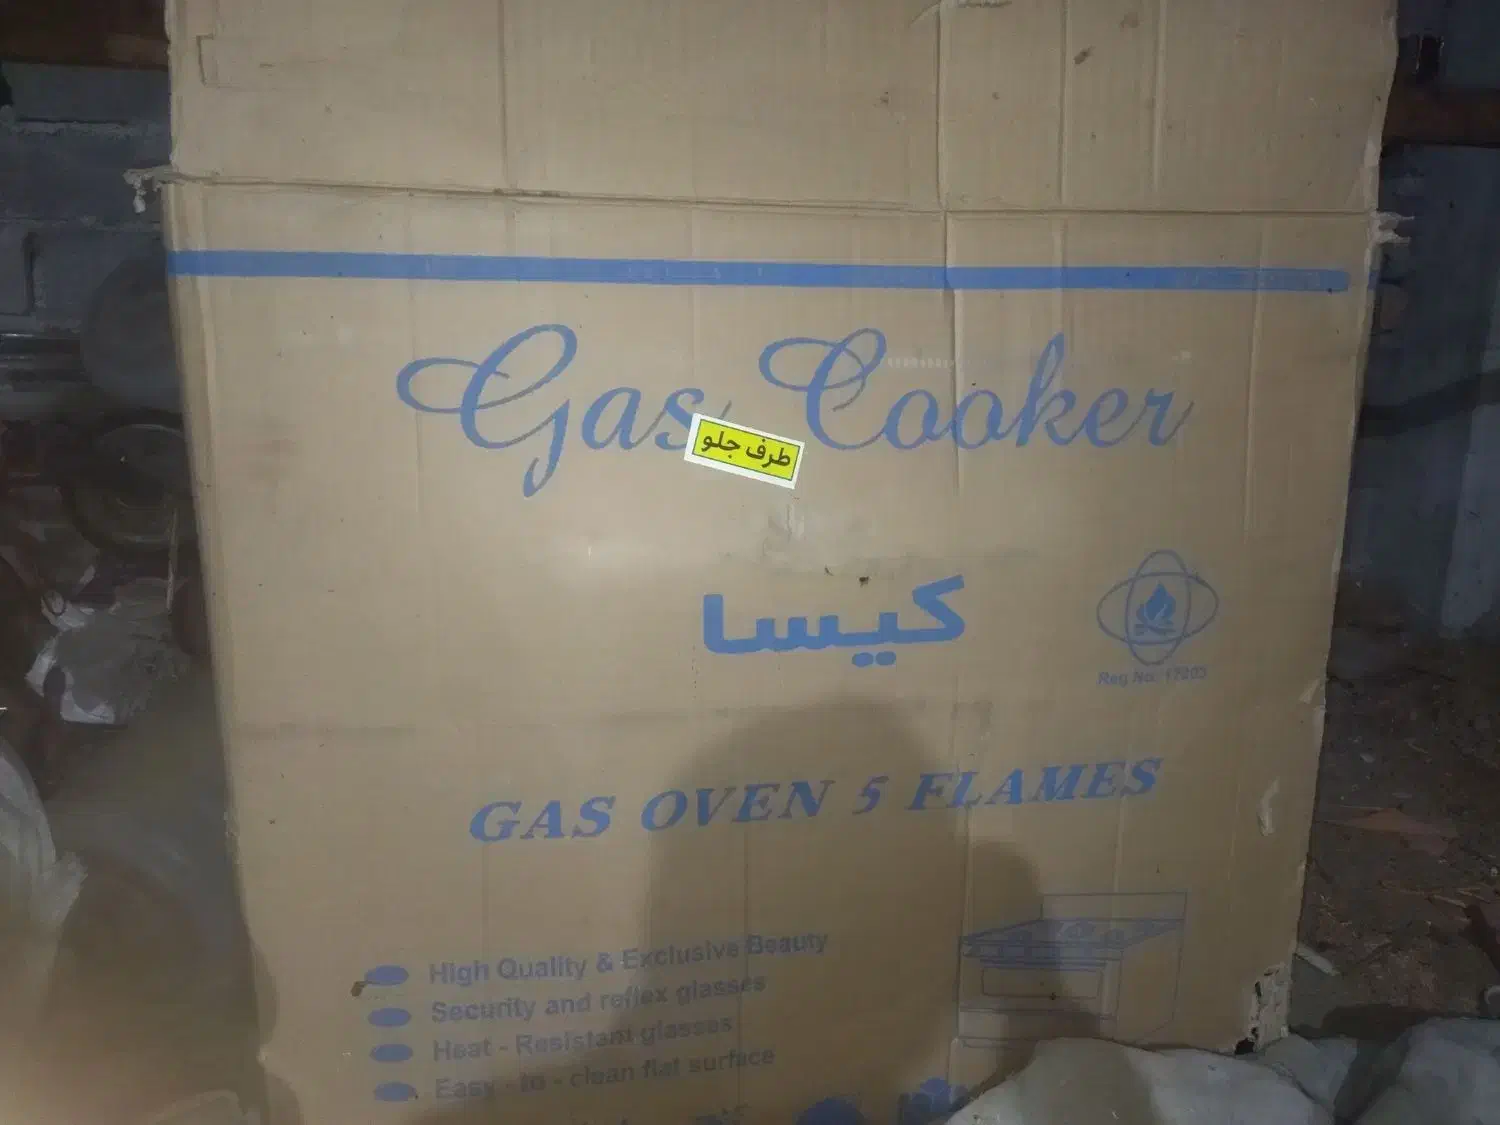 Gas Cooker
طرف جلو
کیسا
Reg No: 17203
GAS OVEN 5 FLAMES
High Quality & Exclusive Beauty
Security and reflex glasses
Heat - Resistant glasses
Easy - to - clean flat surface